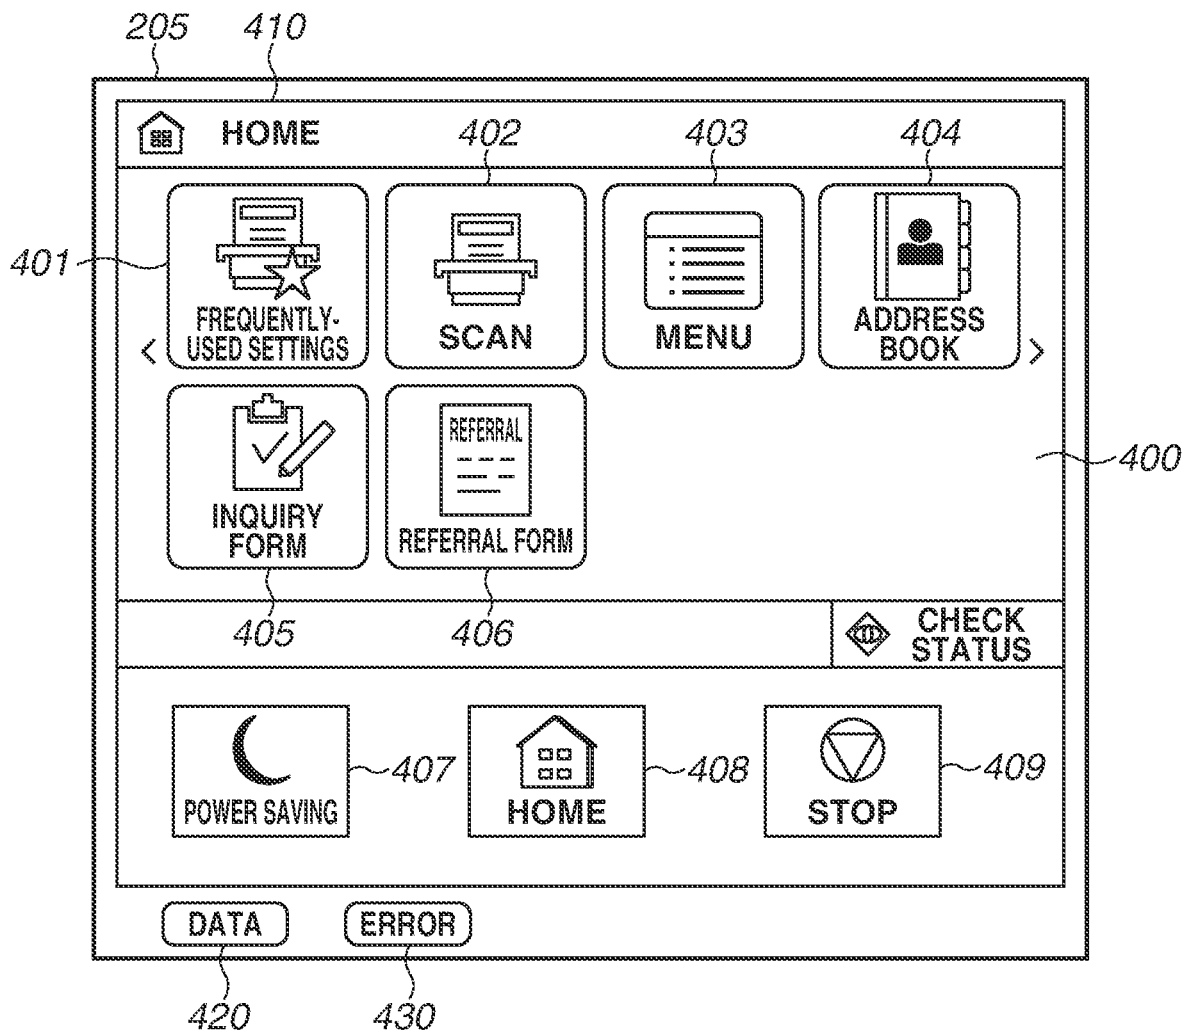 205 410
HOME 402 403 404
401
FREQUENTLY-
USED SETTINGS
SCAN
MENU
ADDRESS
BOOK
<
>
REFERRAL
400
INQUIRY
FORM
REFERRAL FORM
405 406
CHECK
STATUS
407 408 409
POWER SAVING
HOME
STOP
DATA ERROR
420 430